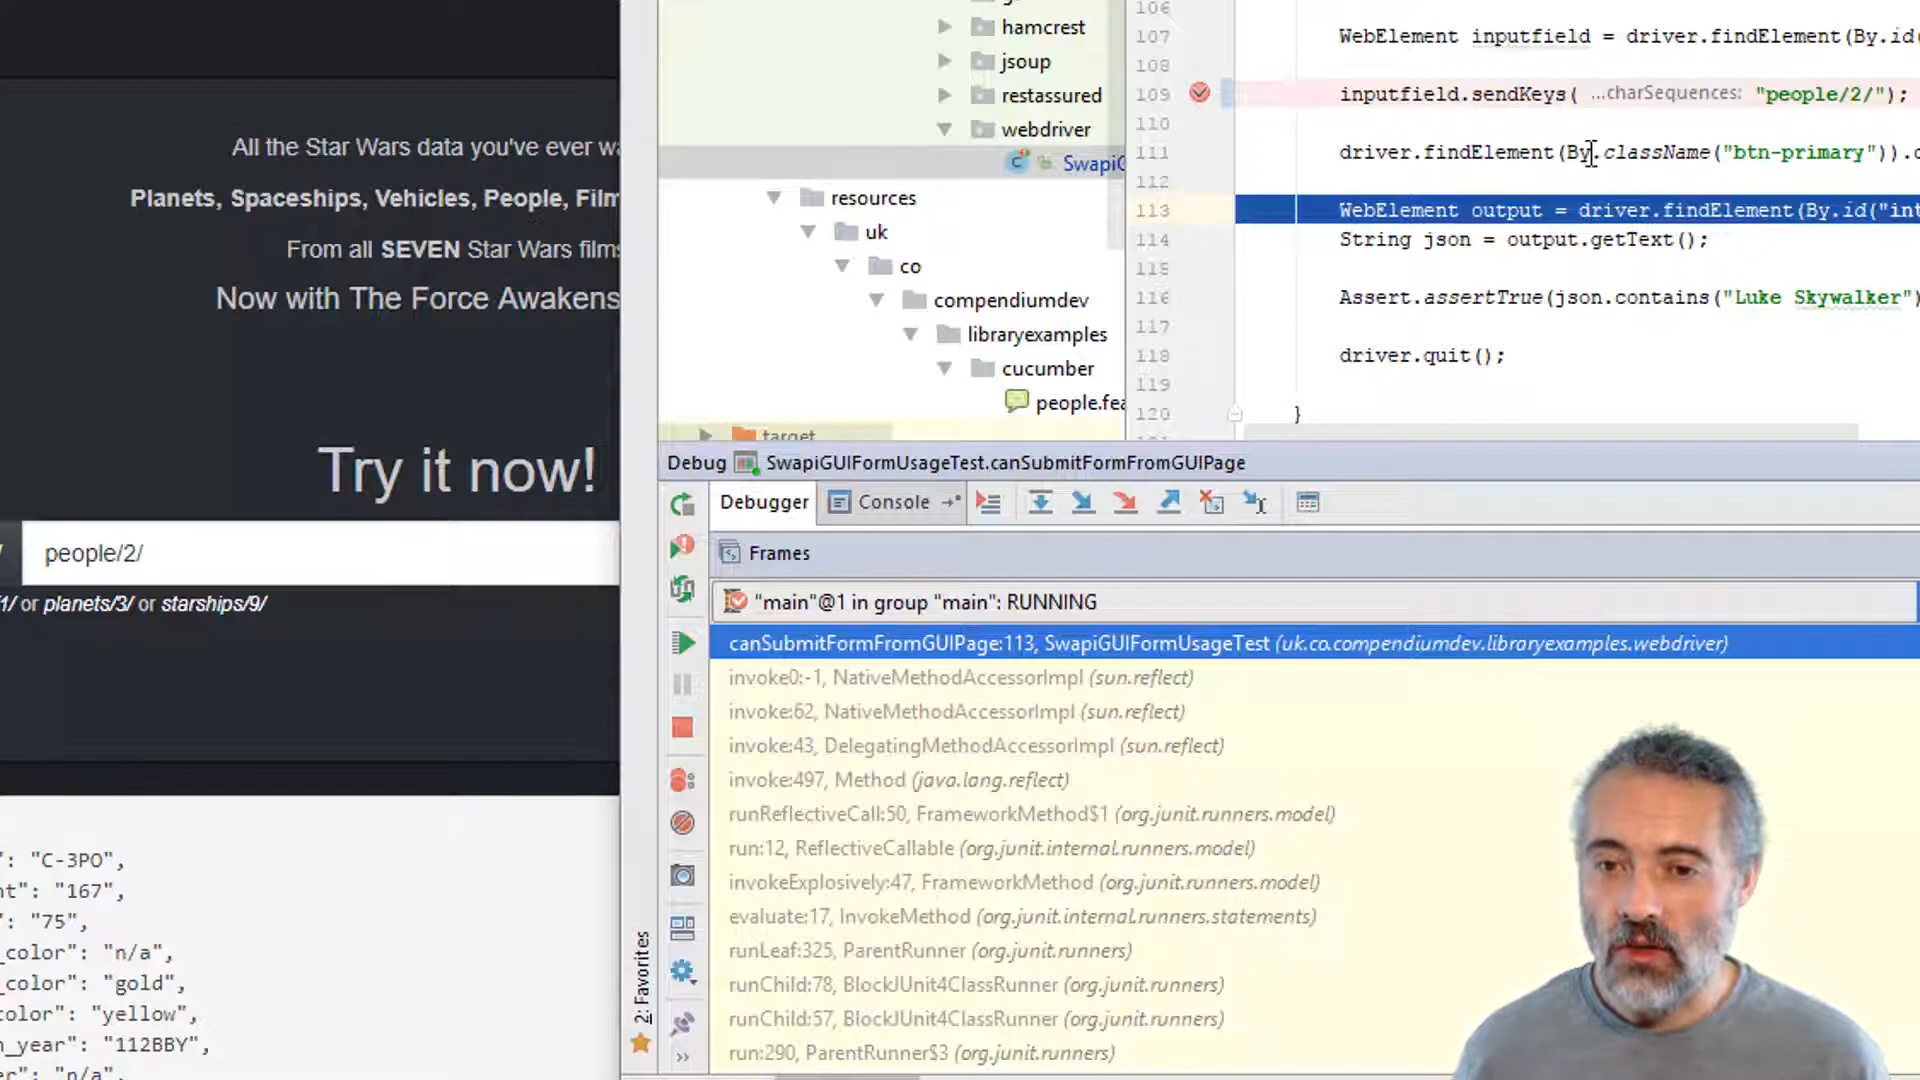 All the Star Wars data you've ever wa
Planets, Spaceships, Vehicles, People, Film
From all SEVEN Star Wars films
Now with The Force Awakens
Try it now!
people/2/
1/ or planets/3/ or starships/9/
": "C-3PO",
nt": "167",
": "75",
_color": "n/a",
_color": "gold",
color": "yellow",
n_year": "112BBY",
er": "n/a",
hamcrest
jsoup
restassured
webdriver
SwapiG
resources
uk
co
compendiumdev
libraryexamples
cucumber
people.fea
target
106
107 WebElement inputfield = driver.findElement(By.id(
108
109 inputfield.sendKeys( ...charSequences: "people/2/");
110
111 driver.findElement(By.className("btn-primary")).c
112
113 WebElement output = driver.findElement(By.id("int
114 String json = output.getText();
115
116 Assert.assertTrue(json.contains("Luke Skywalker")
117
118 driver.quit();
119
120 }
Debug SwapiGUIFormUsageTest.canSubmitFormFromGUIPage
Debugger Console
Frames
"main"@1 in group "main": RUNNING
canSubmitFormFromGUIPage:113, SwapiGUIFormUsageTest (uk.co.compendiumdev.libraryexamples.webdriver)
invoke0:-1, NativeMethodAccessorImpl (sun.reflect)
invoke:62, NativeMethodAccessorImpl (sun.reflect)
invoke:43, DelegatingMethodAccessorImpl (sun.reflect)
invoke:497, Method (java.lang.reflect)
runReflectiveCall:50, FrameworkMethod$1 (org.junit.runners.model)
run:12, ReflectiveCallable (org.junit.internal.runners.model)
invokeExplosively:47, FrameworkMethod (org.junit.runners.model)
evaluate:17, InvokeMethod (org.junit.internal.runners.statements)
runLeaf:325, ParentRunner (org.junit.runners)
runChild:78, BlockJUnit4ClassRunner (org.junit.runners)
runChild:57, BlockJUnit4ClassRunner (org.junit.runners)
run:290, ParentRunner$3 (org.junit.runners)
2: Favorites